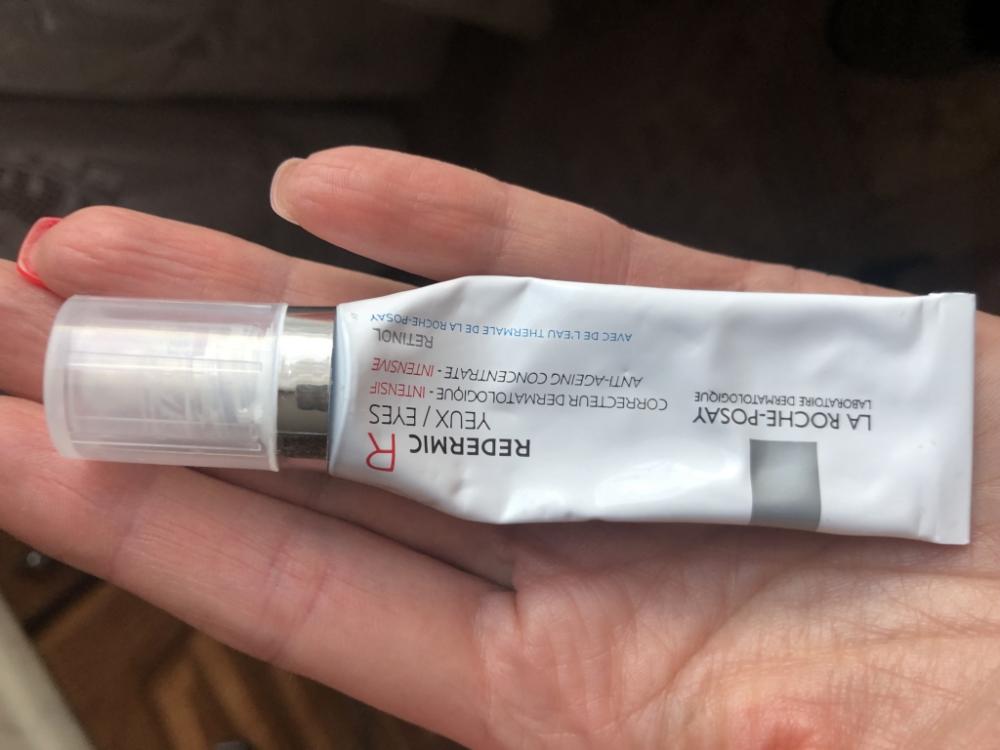 LA ROCHE-POSAY
LABORATOIRE DERMATOLOGIQUE
REDERMIC R
YEUX / EYES
CORRECTEUR DERMATOLOGIQUE - INTENSIF
ANTI-AGEING CONCENTRATE - INTENSIVE
RETINOL
AVEC DE L'EAU THERMALE DE LA ROCHE-POSAY